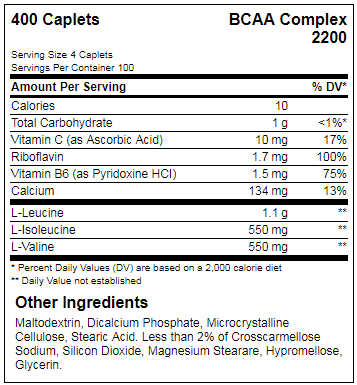 400 Caplets BCAA Complex
2200
Serving Size 4 Caplets
Servings Per Container 100
Amount Per Serving % DV*
Calories 10
Total Carbohydrate 1 g <1%*
Vitamin C (as Ascorbic Acid) 10 mg 17%
Riboflavin 1.7 mg 100%
Vitamin B6 (as Pyridoxine HCl) 1.5 mg 75%
Calcium 134 mg 13%
L-Leucine 1.1 g **
L-Isoleucine 550 mg **
L-Valine 550 mg **
* Percent Daily Values (DV) are based on a 2,000 calorie diet
** Daily Value not established
Other Ingredients
Maltodextrin, Dicalcium Phosphate, Microcrystalline
Cellulose, Stearic Acid. Less than 2% of Crosscarmellose
Sodium, Silicon Dioxide, Magnesium Stearare, Hypromellose,
Glycerin.